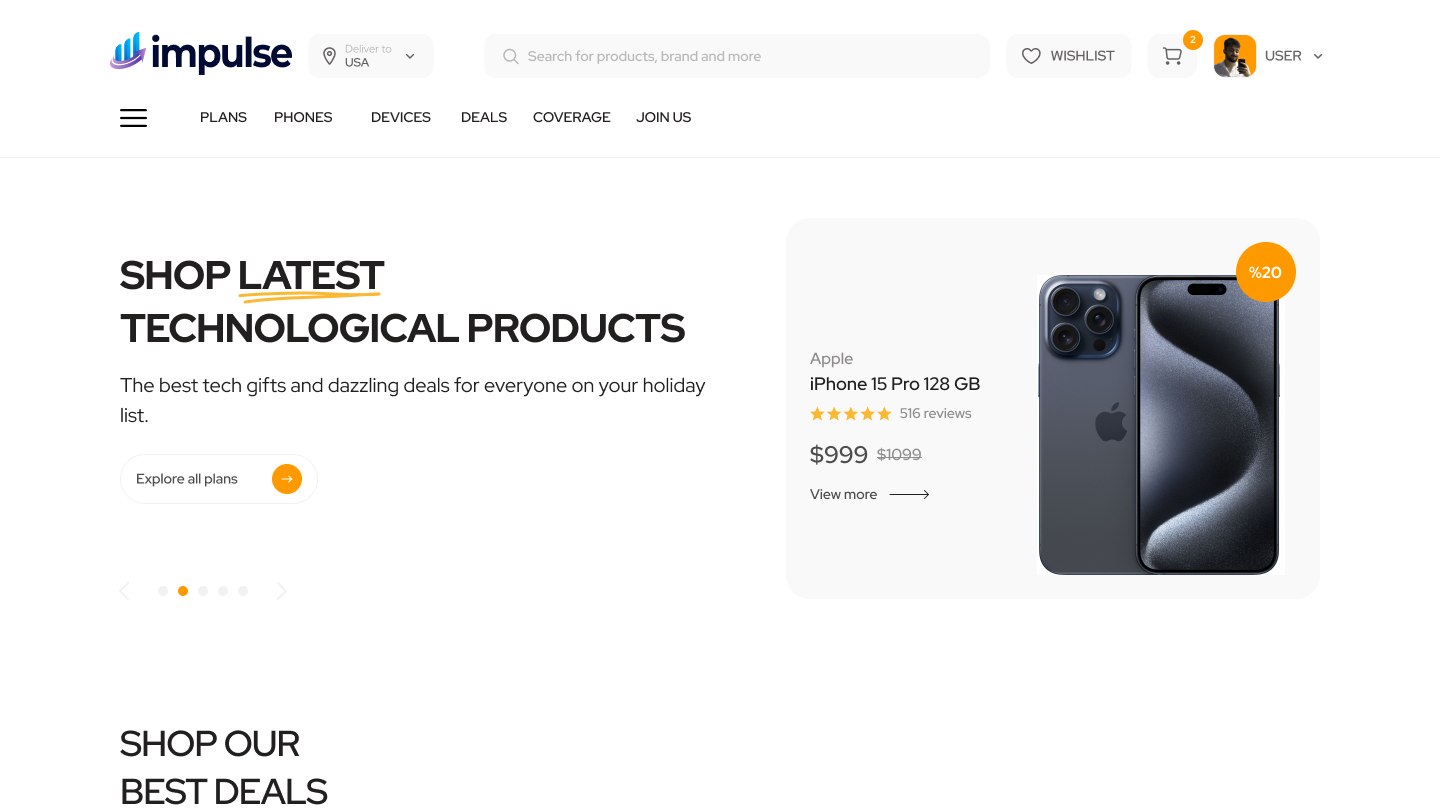 impulse
Deliver to
USA
Search for products, brand and more
WISHLIST
2
USER
PLANS
PHONES
DEVICES
DEALS
COVERAGE
JOIN US
SHOP LATEST
TECHNOLOGICAL PRODUCTS
The best tech gifts and dazzling deals for everyone on your holiday
list.
Explore all plans
%20
Apple
iPhone 15 Pro 128 GB
516 reviews
$999 $1099
View more
SHOP OUR
BEST DEALS